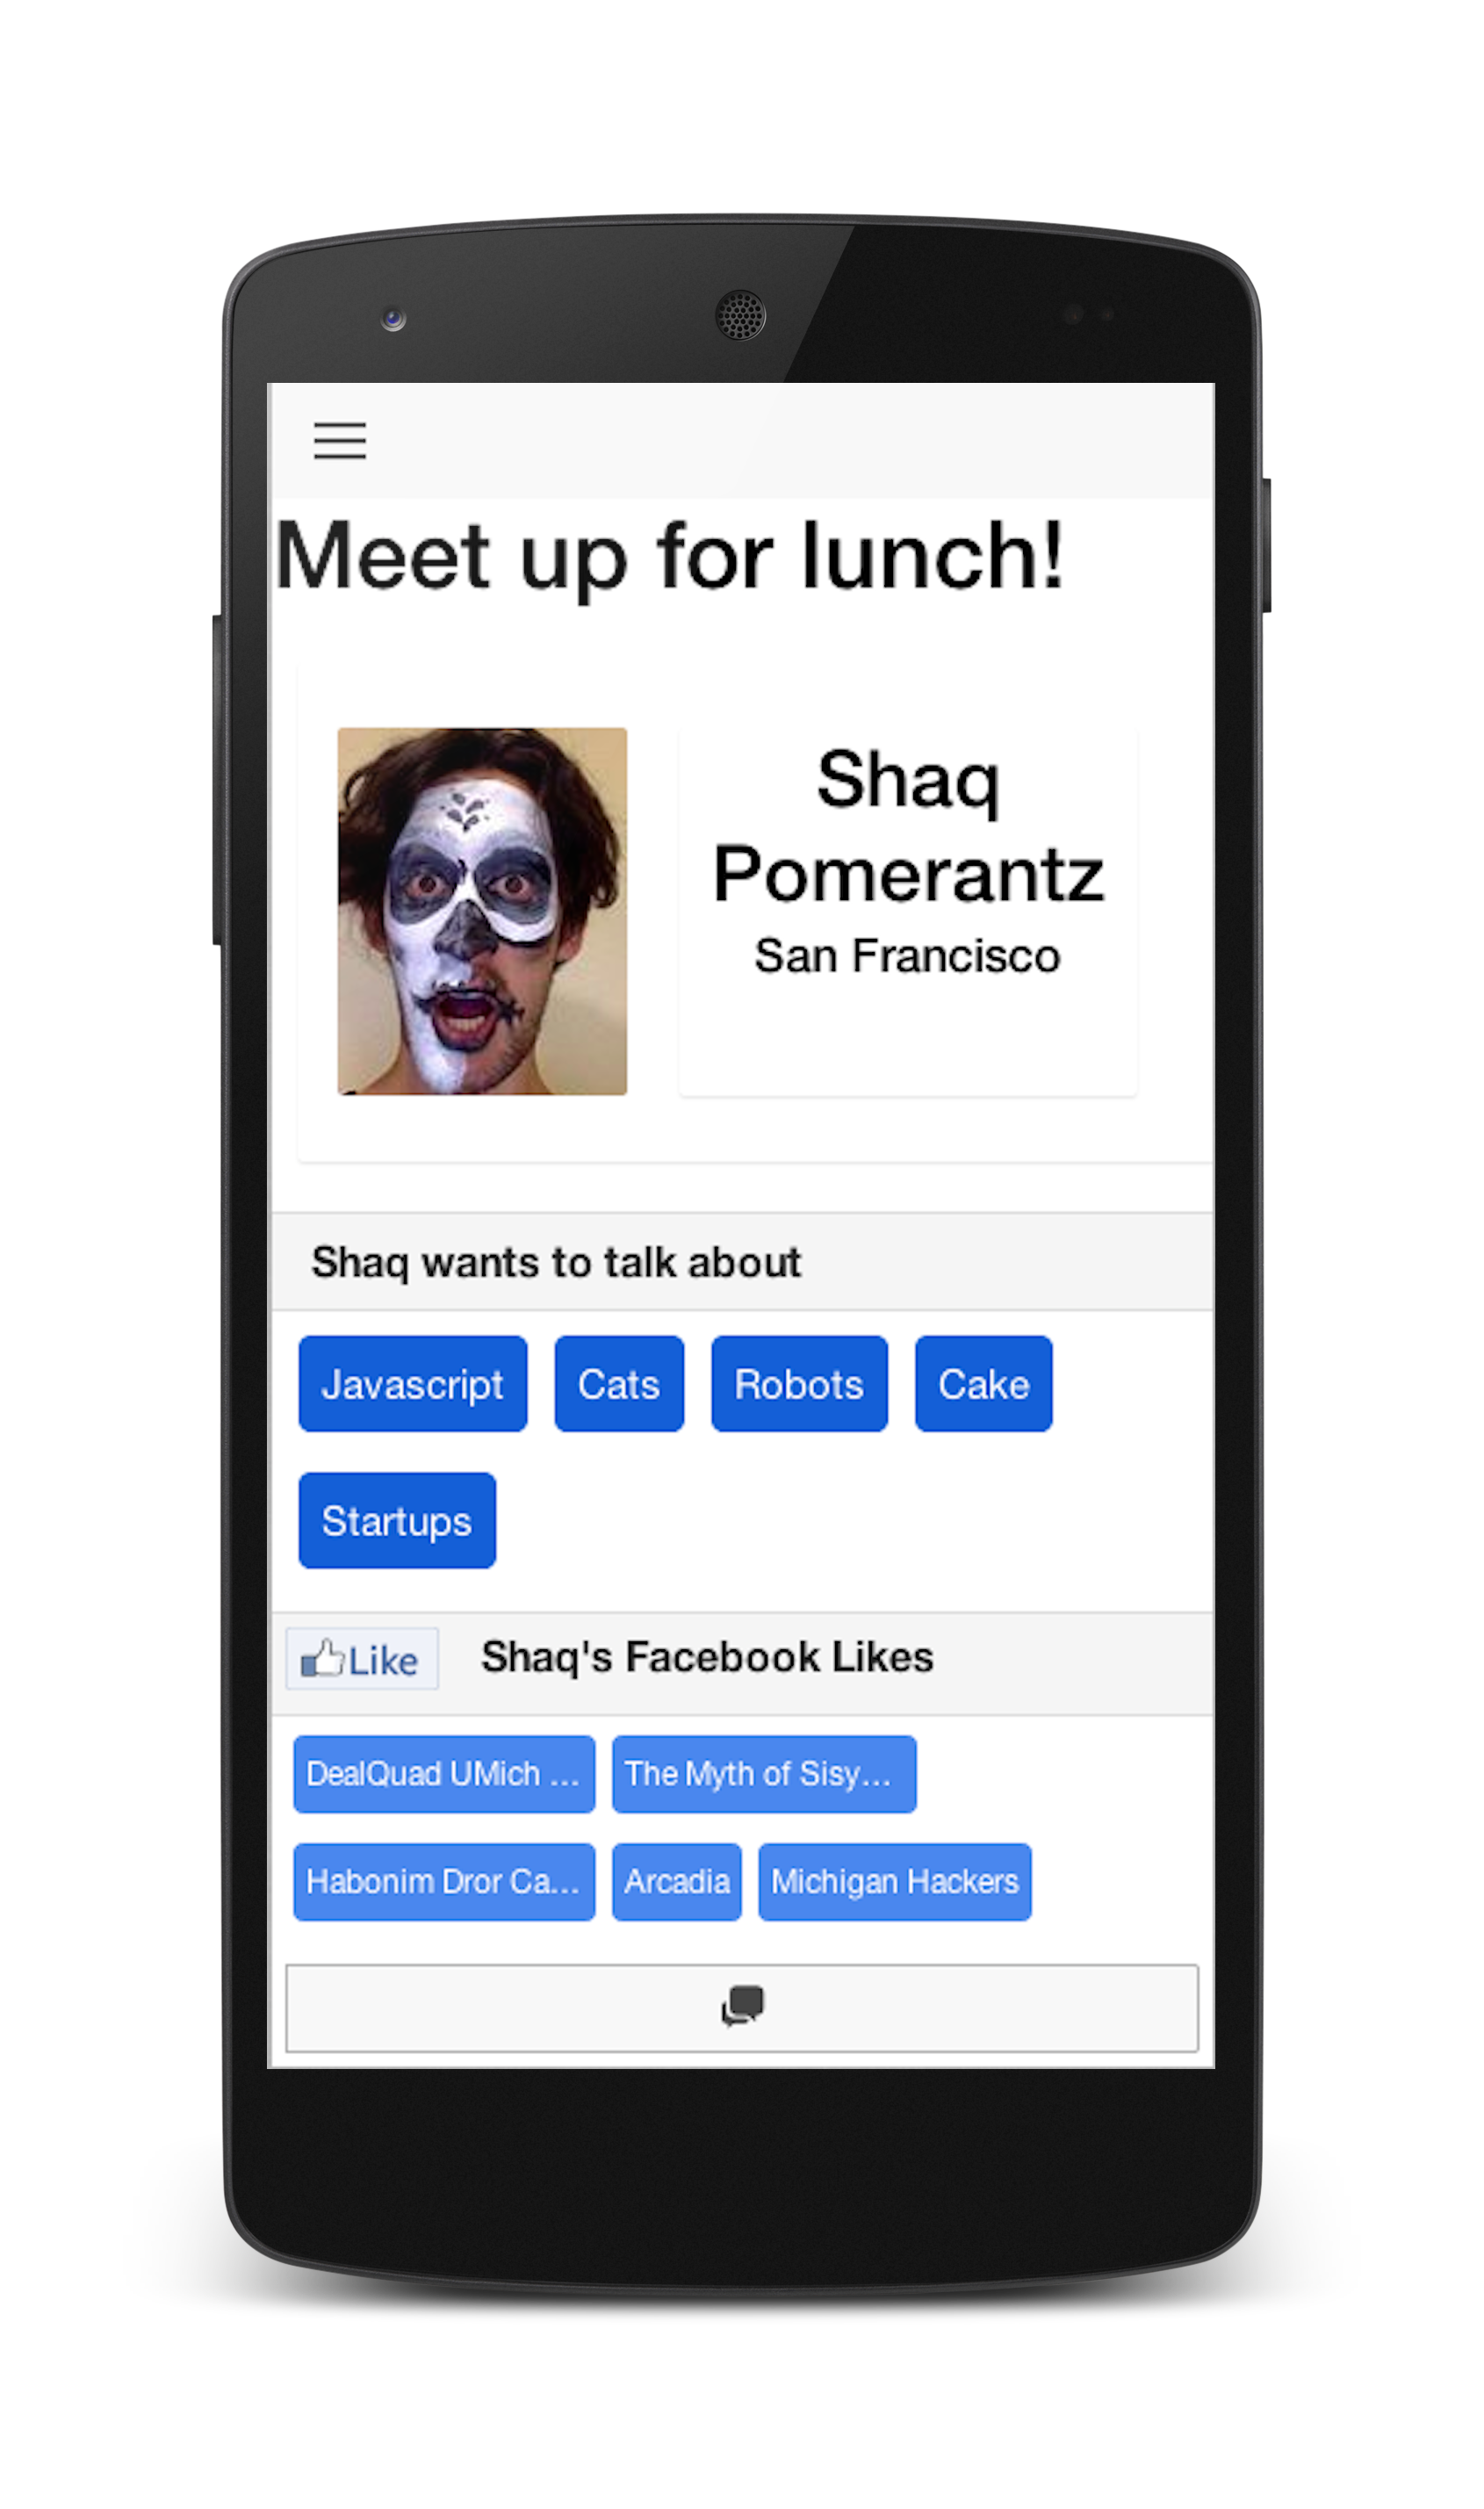 Meet up for lunch!
Shaq
Pomerantz
San Francisco
Shaq wants to talk about
Javascript Cats Robots Cake
Startups
Like Shaq's Facebook Likes
DealQuad UMich ... The Myth of Sisy...
Habonim Dror Ca... Arcadia Michigan Hackers